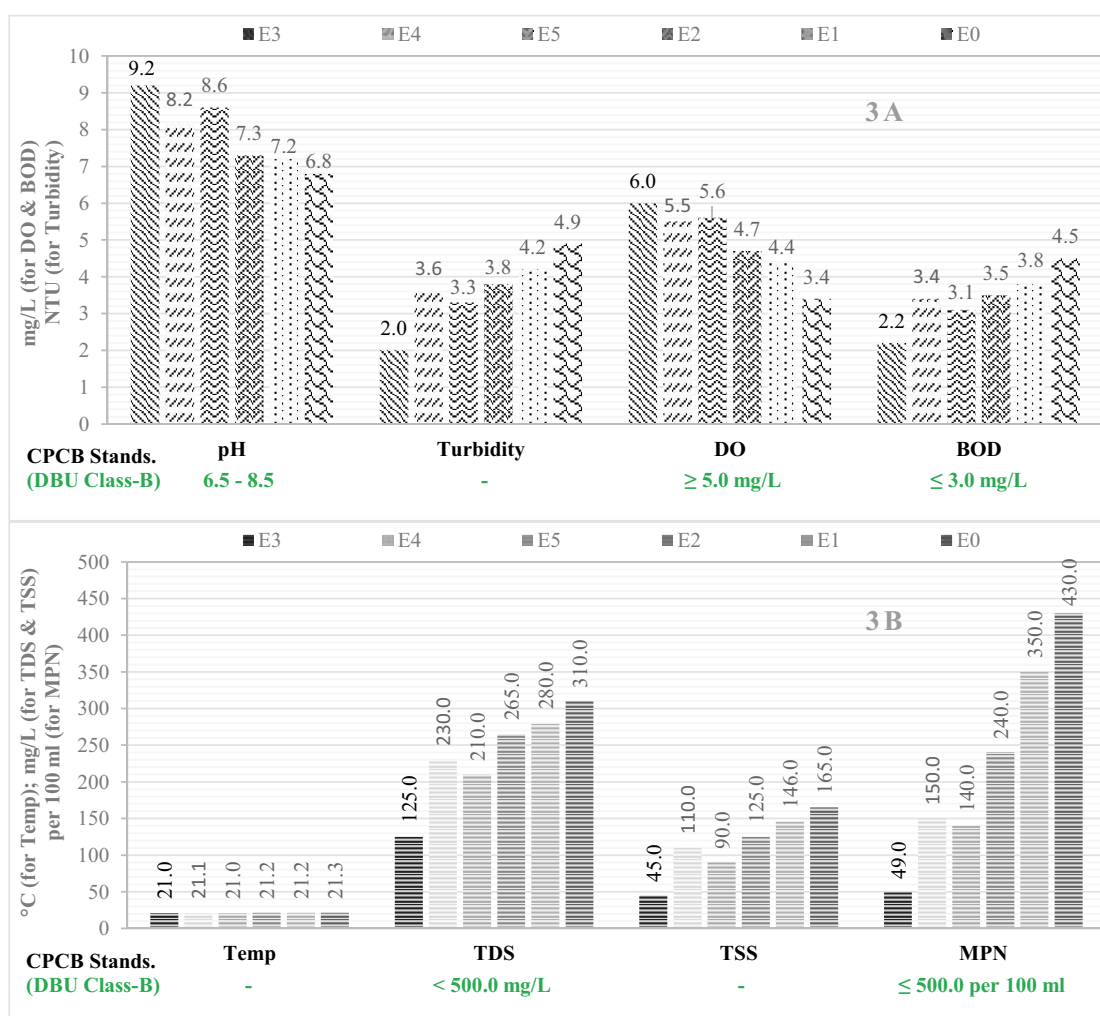 ■ E3 ■ E4 ■ E5 ■ E2 ■ E1 ■ E0
3 A
mg/L (for DO & BOD)
NTU (for Turbidity)
10
9
8
7
6
5
4
3
2
1
0
9.2 8.2 8.6 7.3 7.2 6.8
2.0 3.6 3.3 3.8 4.2 4.9
6.0 5.5 5.6 4.7 4.4 3.4
2.2 3.4 3.1 3.5 3.8 4.5
CPCB Stands. pH Turbidity DO BOD
(DBU Class-B) 6.5 - 8.5 - ≥ 5.0 mg/L ≤ 3.0 mg/L
■ E3 ■ E4 ■ E5 ■ E2 ■ E1 ■ E0
3 B
°C (for Temp); mg/L (for TDS & TSS)
per 100 ml (for MPN)
500
450
400
350
300
250
200
150
100
50
0
21.0 21.1 21.0 21.2 21.2 21.3
125.0 230.0 210.0 265.0 280.0 310.0
45.0 110.0 90.0 125.0 146.0 165.0
49.0 150.0 140.0 240.0 350.0 430.0
CPCB Stands. Temp TDS TSS MPN
(DBU Class-B) - < 500.0 mg/L - ≤ 500.0 per 100 ml